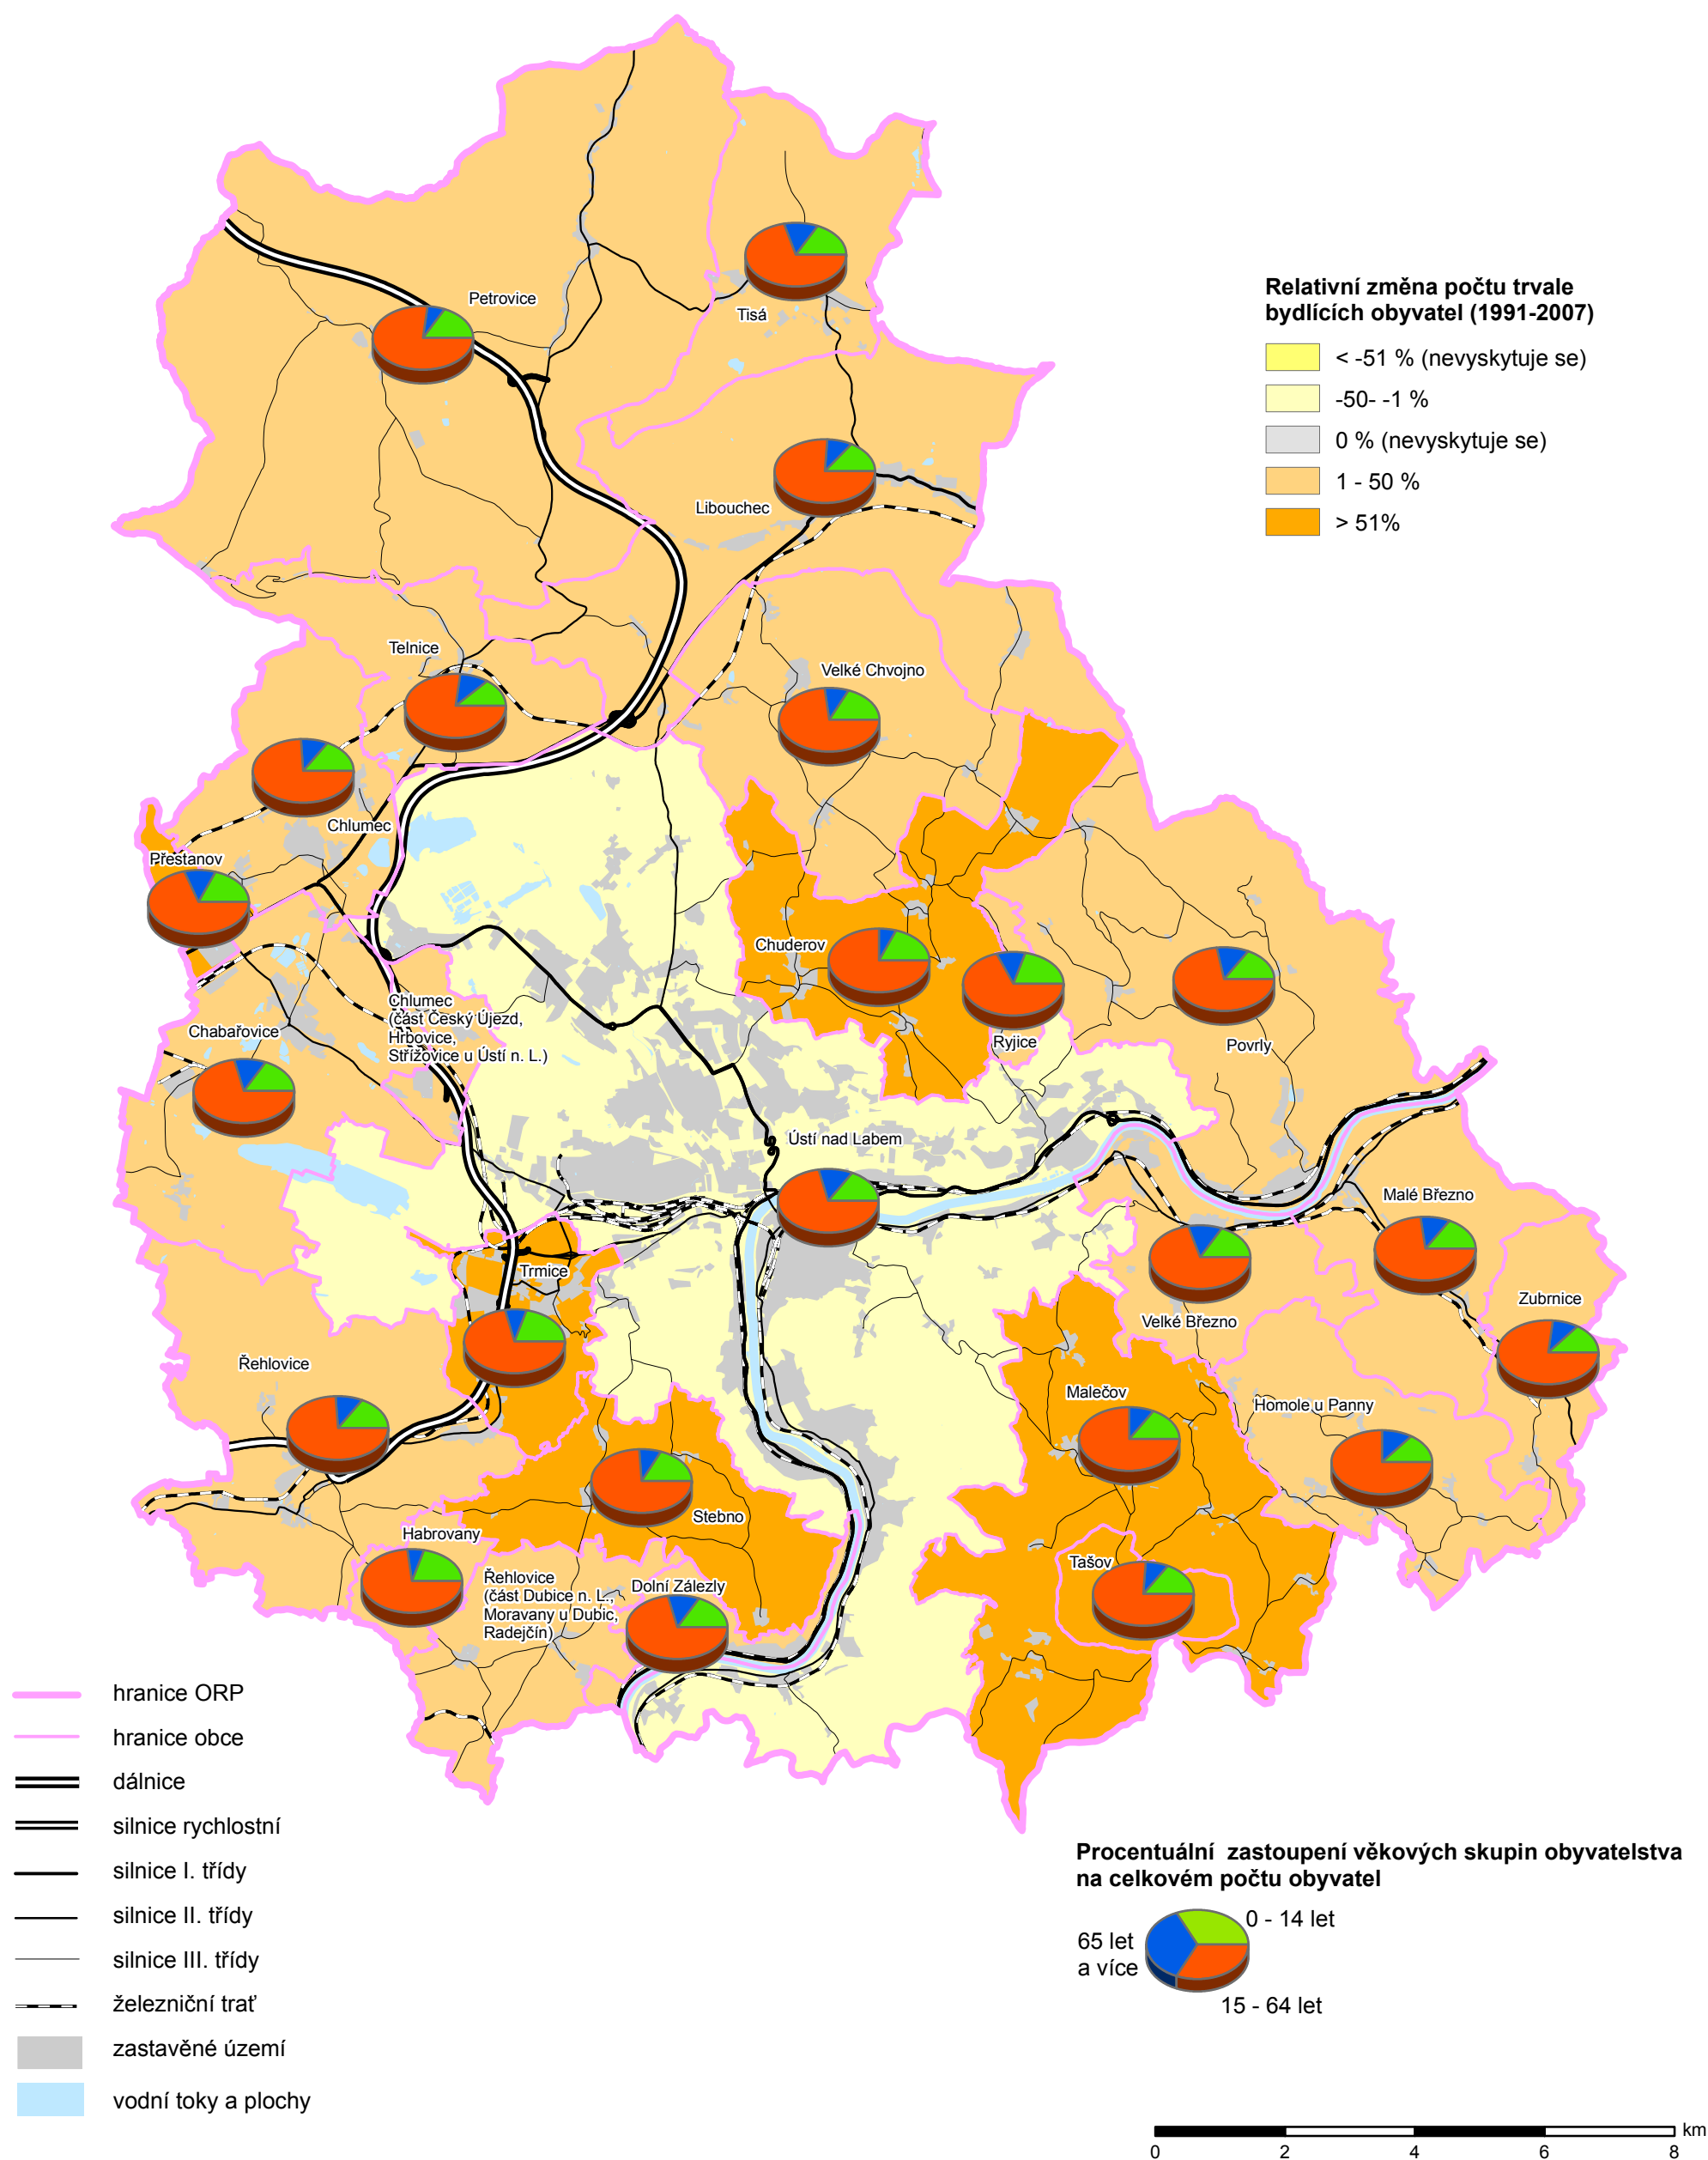 Petrovice
Tisá
Relativní změna počtu trvale
bydlících obyvatel (1991-2007)
< -51 % (nevyskytuje se)
-50- -1 %
0 % (nevyskytuje se)
1 - 50 %
> 51%
Libouchec
Telnice
Velké Chvojno
Chlumec
Přestanov
Chuderov
Chlumec
(část Český Újezd,
Hrbovice,
Střížovice u Ústí n. L.)
Chabařovice
Ryjice
Povrly
Ústí nad Labem
Malé Březno
Trmice
Zubrnice
Velké Březno
Řehlovice
Malečov
Homole u Panny
Stebno
Habrovany
Tašov
Řehlovice
(část Dubice n. L.,
Moravany u Dubic,
Radejčín)
Dolní Zálezly
hranice ORP
hranice obce
dálnice
silnice rychlostní
silnice I. třídy
silnice II. třídy
silnice III. třídy
železniční trať
zastavěné území
vodní toky a plochy
Procentuální  zastoupení věkových skupin obyvatelstva
na celkovém počtu obyvatel
0 - 14 let
65 let
a více
15 - 64 let
km
0 2 4 6 8